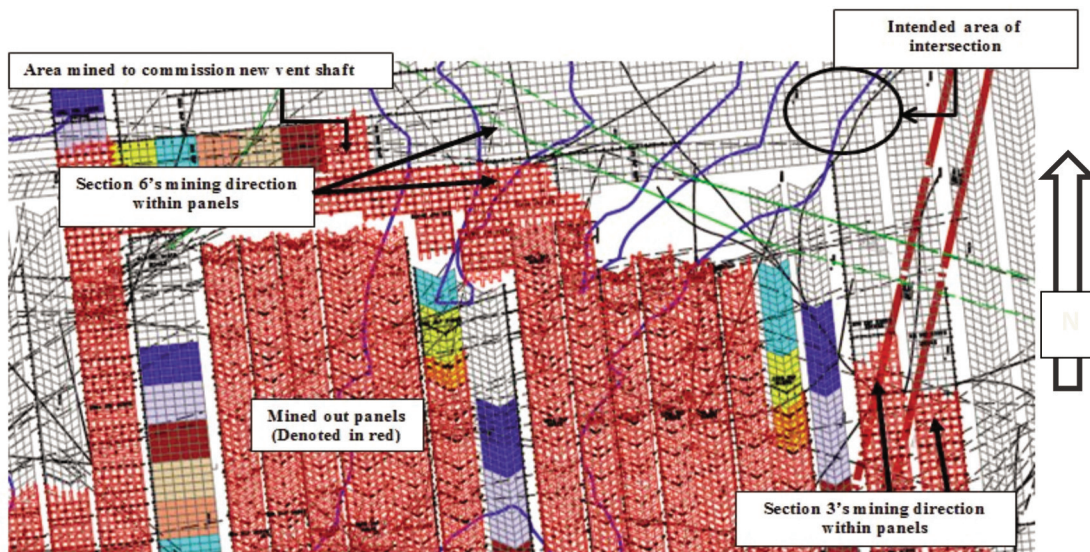 Intended area of
intersection
Area mined to commission new vent shaft
Section 6's mining direction
within panels
N
Mined out panels
(Denoted in red)
Section 3's mining direction
within panels